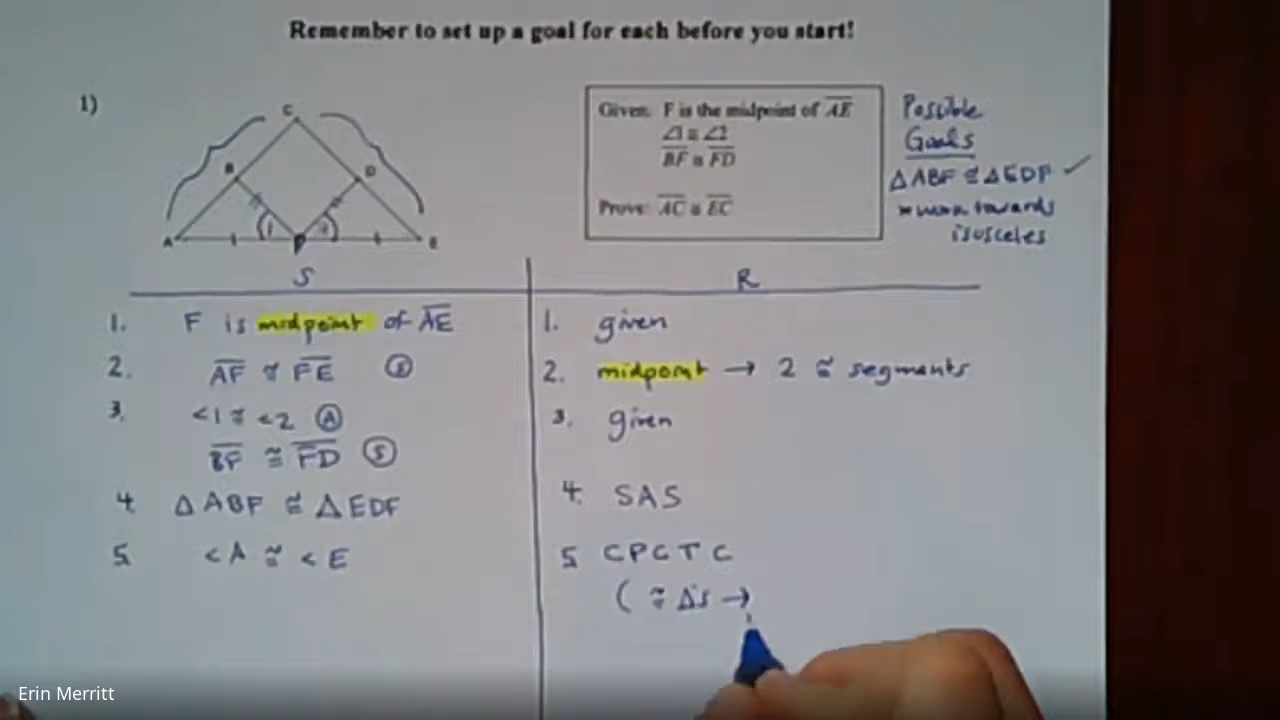 Remember to set up a goal for each before you start!
1)
C
B
D
1
2
A
F
E
Given: F is the midpoint of AE
∠1 ≅ ∠2
BF ≅ FD
Prove: AC ≅ EC
Possible
Goals
△ABF ≅ △EDF ✓
* work towards
isosceles
S
R
1. F is midpoint of AE
1. given
2. AF ≅ FE Ⓢ
2. midpoint → 2 ≅ segments
3. <1 ≅ <2 Ⓐ
3. given
BF ≅ FD Ⓢ
4. △ABF ≅ △EDF
4. SAS
5. <A ≅ <E
5. CPCTC
( ≅ △'s →
Erin Merritt